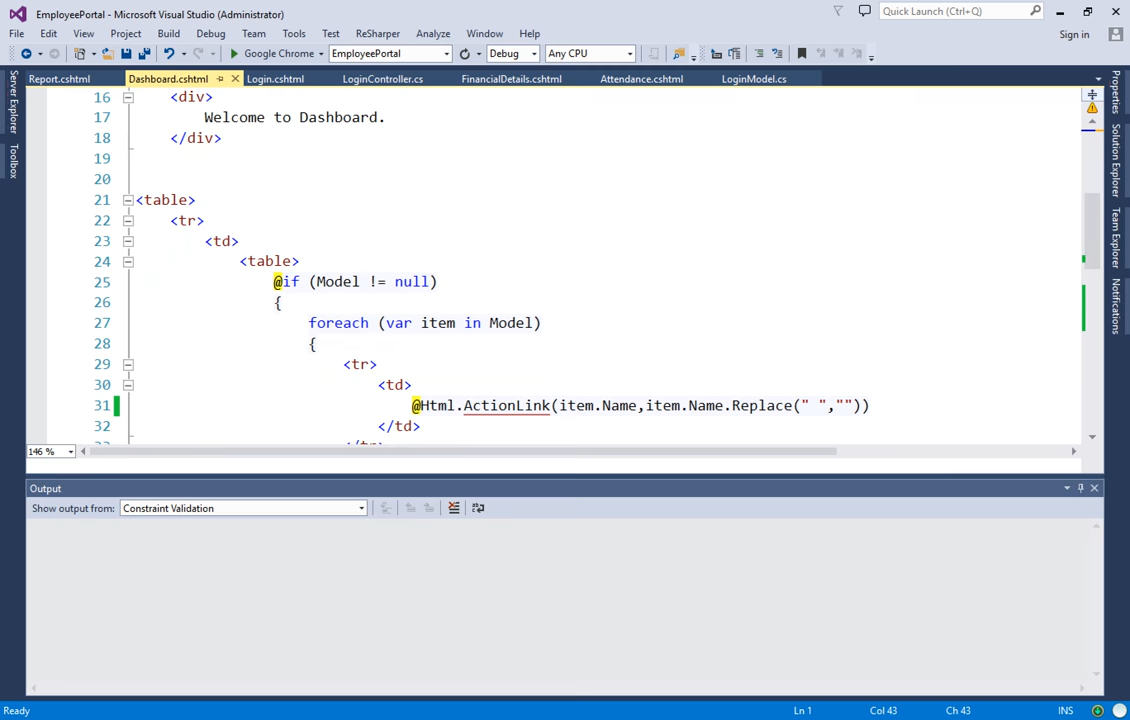 EmployeePortal - Microsoft Visual Studio (Administrator)
Quick Launch (Ctrl+Q)
File Edit View Project Build Debug Team Tools Test ReSharper Analyze Window Help
Sign in
Google Chrome EmployeePortal Debug Any CPU
Report.cshtml Dashboard.cshtml Login.cshtml LoginController.cs FinancialDetails.cshtml Attendance.cshtml LoginModel.cs
Server Explorer
Toolbox
16 <div>
17 Welcome to Dashboard.
18 </div>
19
20
21 <table>
22 <tr>
23 <td>
24 <table>
25 @if (Model != null)
26 {
27 foreach (var item in Model)
28 {
29 <tr>
30 <td>
31 @Html.ActionLink(item.Name,item.Name.Replace(" ",""))
32 </td>
33 </tr>
146 %
Properties
Solution Explorer
Team Explorer
Notifications
Output
Show output from: Constraint Validation
Ready Ln 1 Col 43 Ch 43 INS